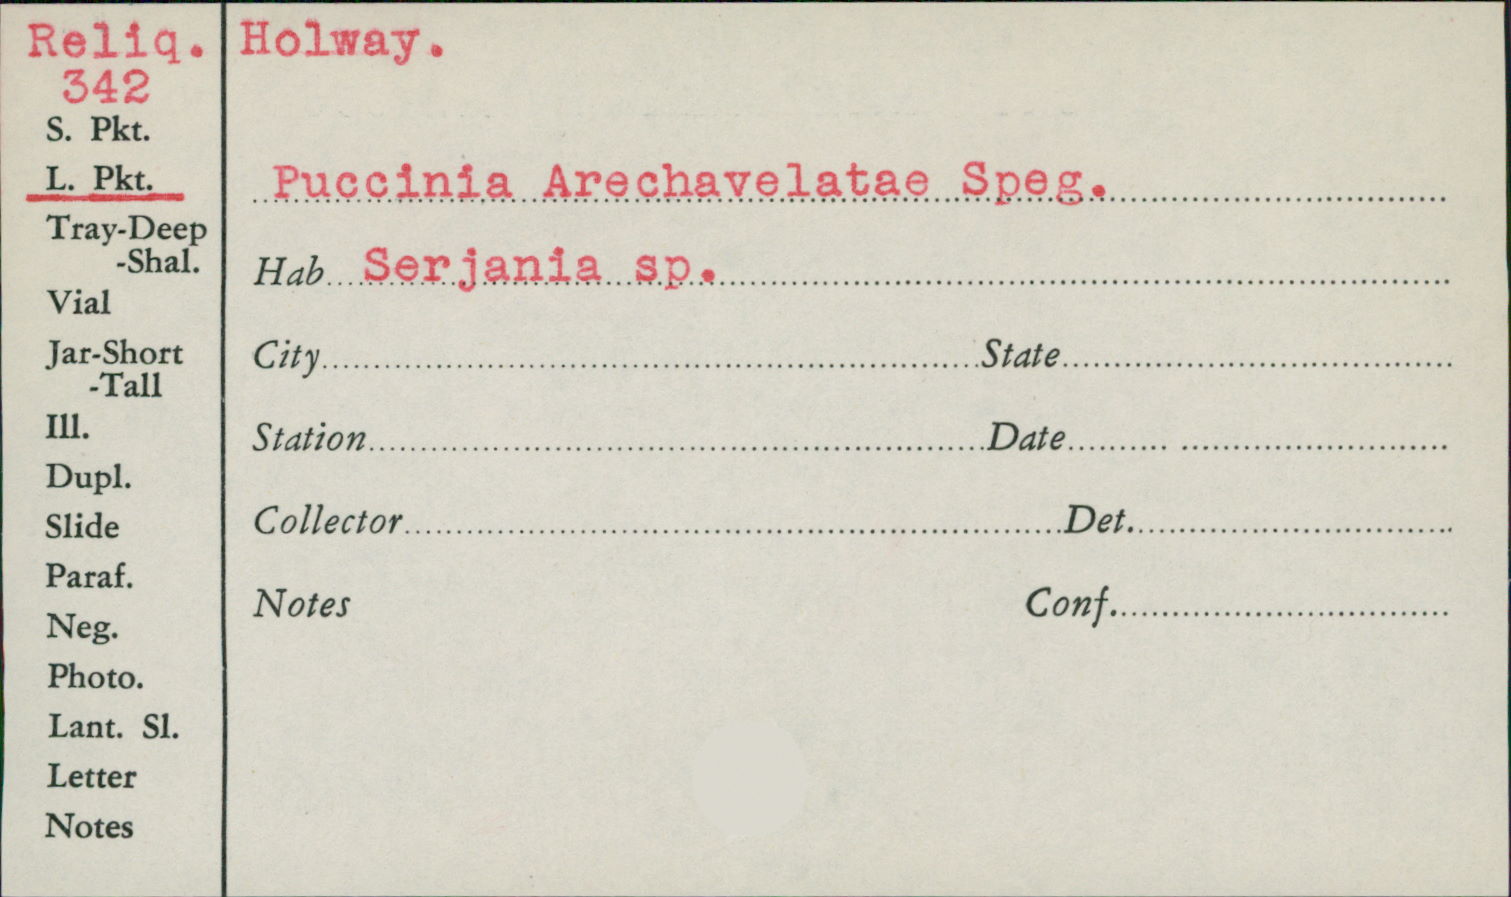 Reliq. Holway.
342
S. Pkt.
L. Pkt.
Puccinia Arechavelatae Speg.
Tray-Deep
-Shal.
Hab Serjania sp.
Vial
Jar-Short
-Tall
City State
Ill.
Station Date
Dupl.
Slide
Collector Det.
Paraf.
Neg.
Notes Conf.
Photo.
Lant. Sl.
Letter
Notes